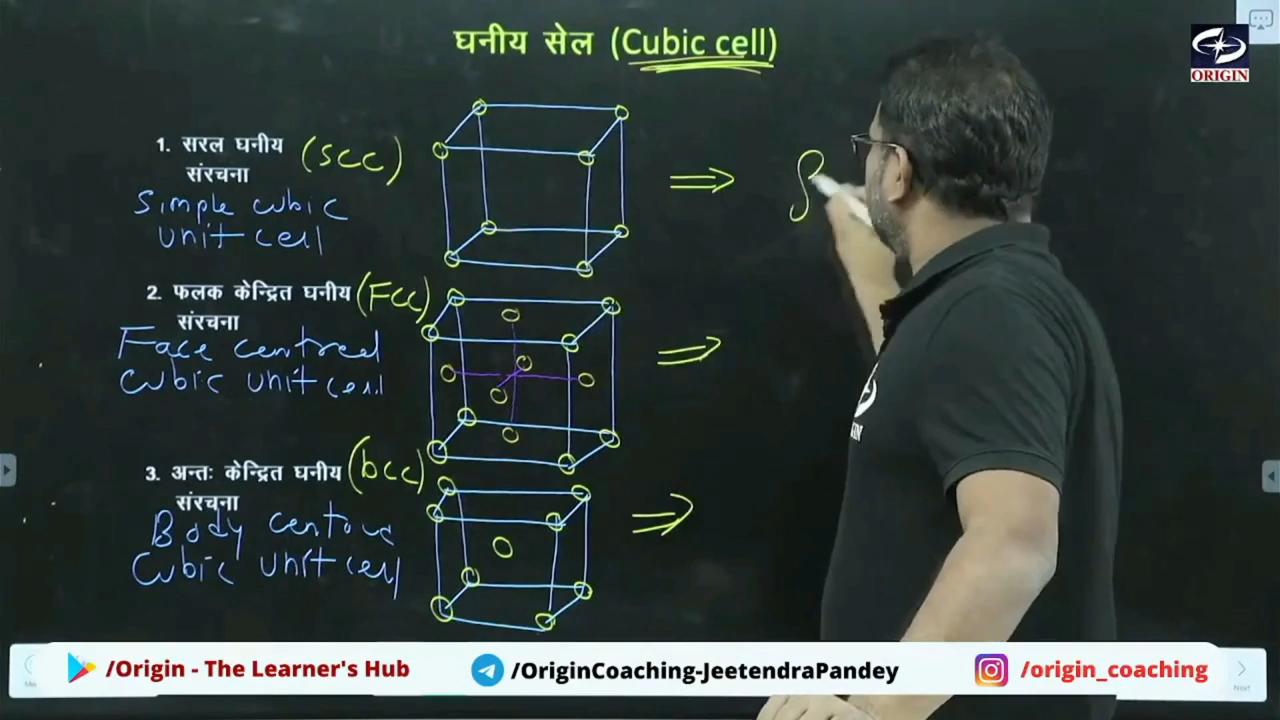 घनीय सेल (Cubic cell)
ORIGIN
1. सरल घनीय (SCC)
संरचना
Simple cubic
unit cell
2. फलक केन्द्रित घनीय (FCC)
संरचना
Face centred
cubic unit cell
3. अन्तः केन्द्रित घनीय (bcc)
संरचना
Body
Cubic unit cell
/Origin - The Learner's Hub
/OriginCoaching-JeetendraPandey
/origin_coaching
Next